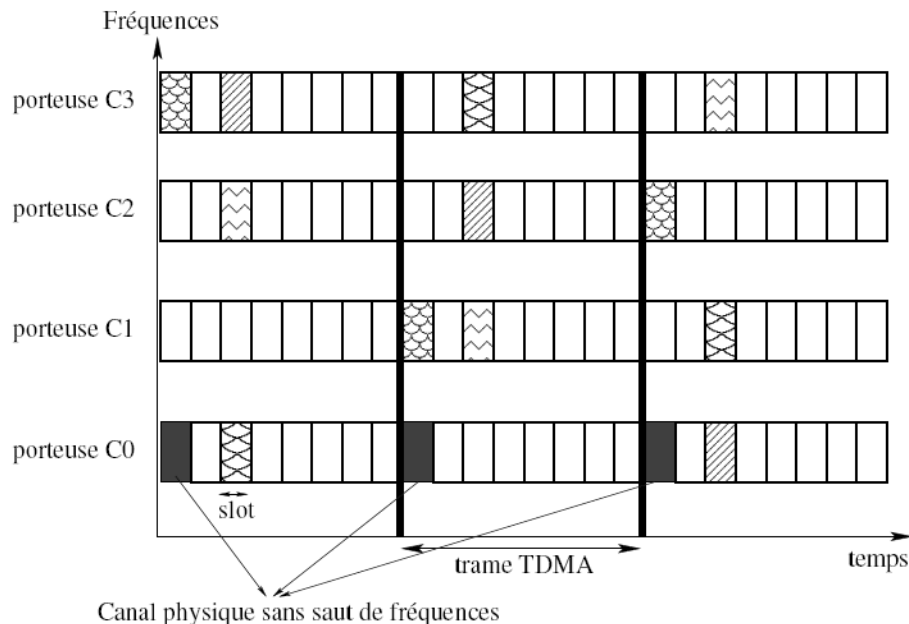 Fréquences
porteuse C3
porteuse C2
porteuse C1
porteuse C0
slot
trame TDMA
temps
Canal physique sans saut de fréquences